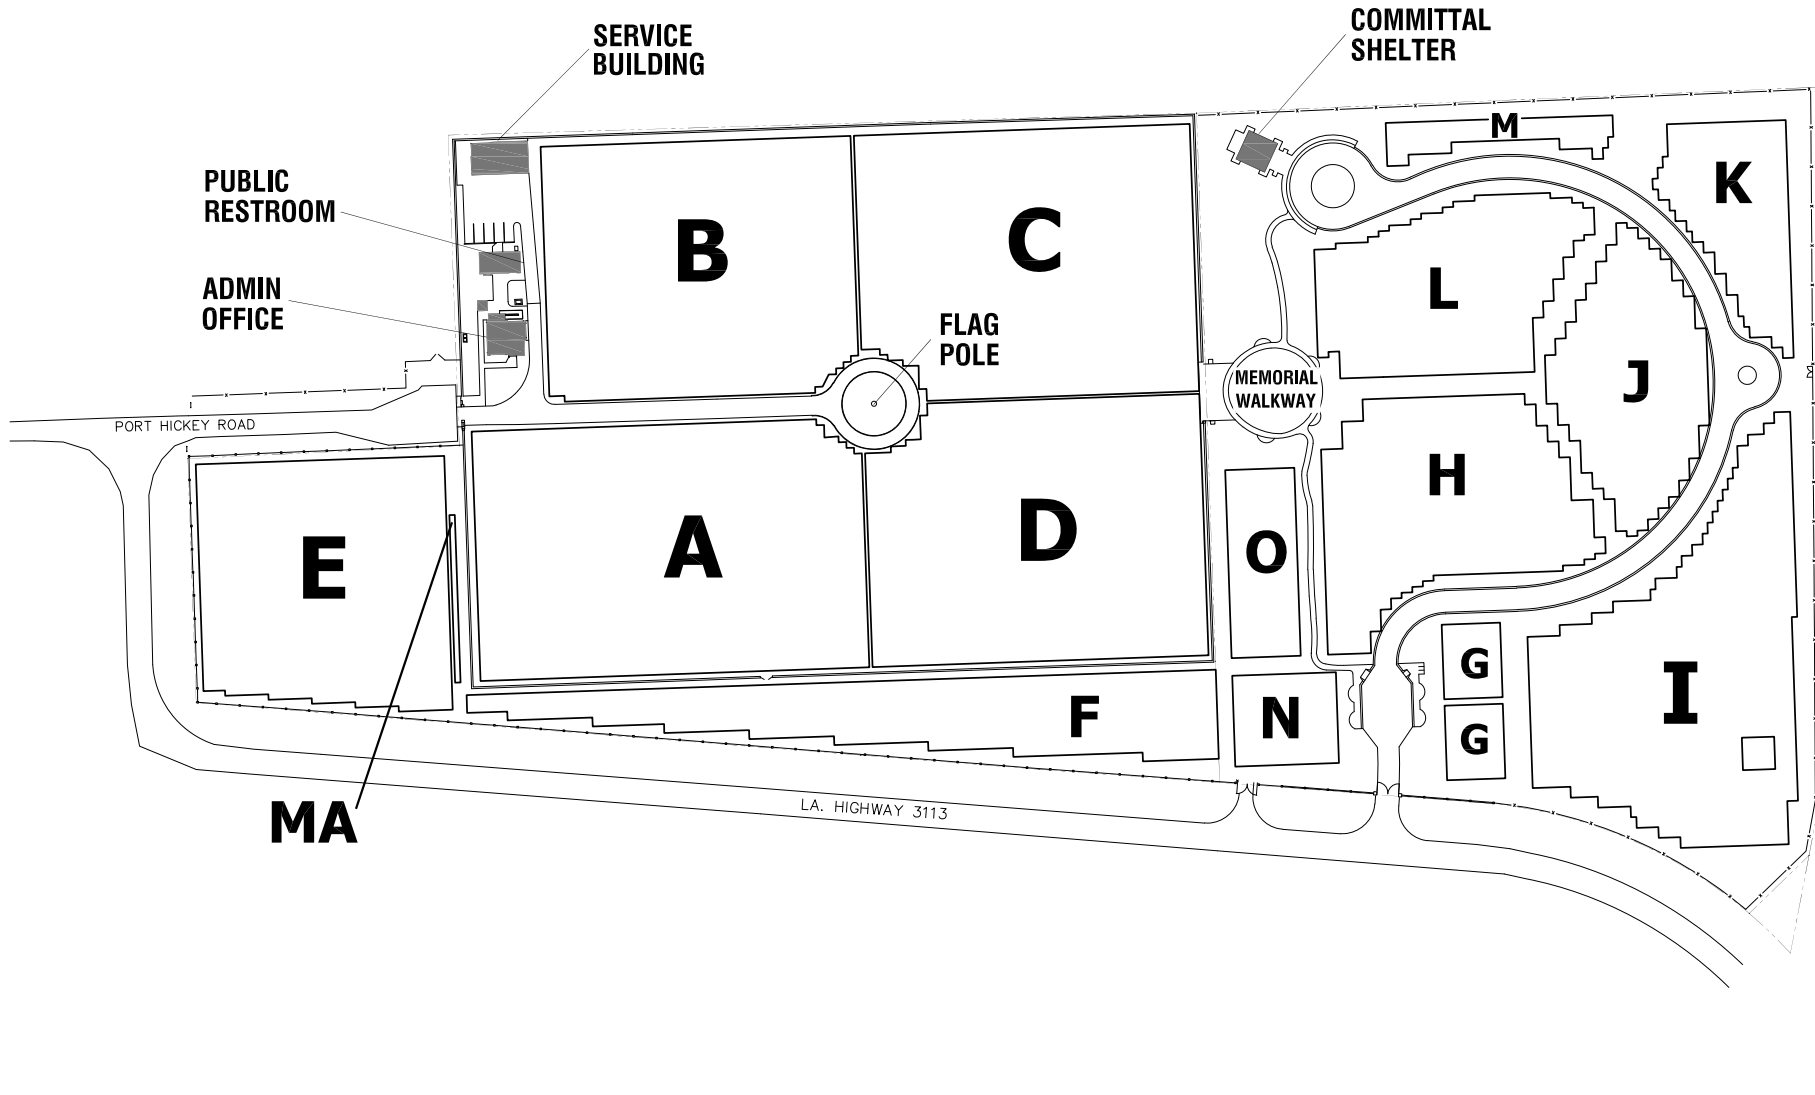 COMMITTAL
SHELTER
SERVICE
BUILDING
M
K
PUBLIC
RESTROOM
B
C
L
ADMIN
OFFICE
FLAG
POLE
J
MEMORIAL
WALKWAY
PORT HICKEY ROAD
H
E
A
D
O
G
I
F
N
G
MA
LA. HIGHWAY 3113